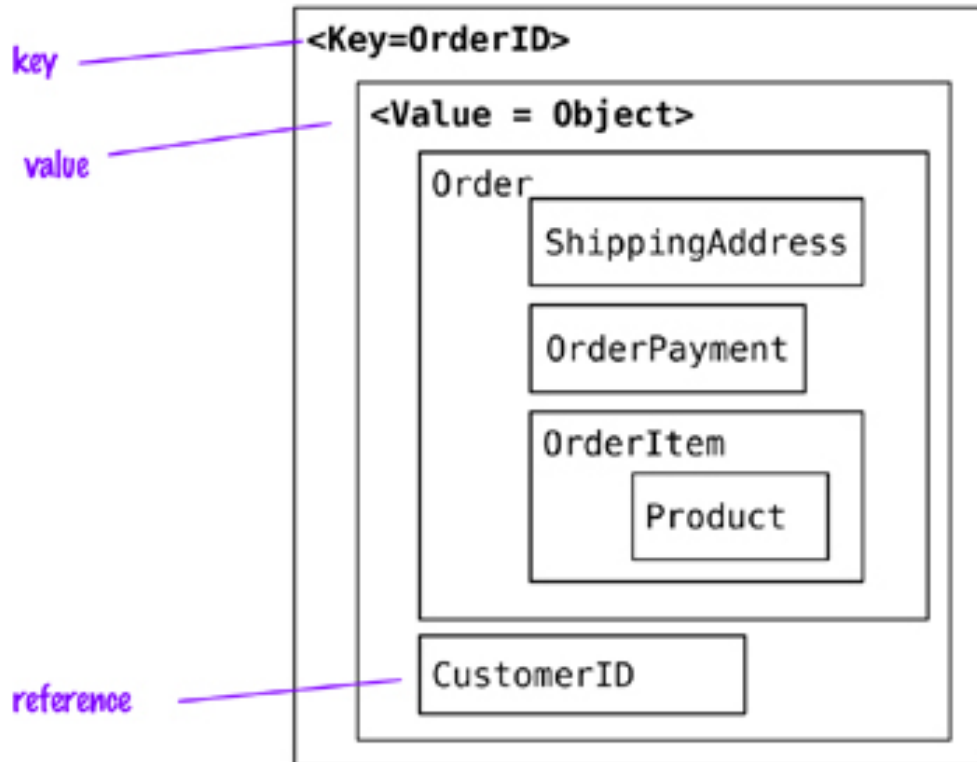 key
<Key=OrderID>
value
<Value = Object>
Order
ShippingAddress
OrderPayment
OrderItem
Product
reference
CustomerID